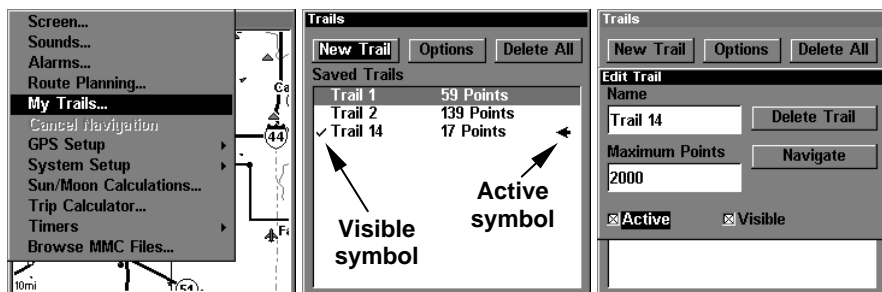 Screen...
Sounds...
Alarms...
Route Planning...
My Trails...
Cancel Navigation
GPS Setup
System Setup
Sun/Moon Calculations...
Trip Calculator...
Timers
Browse MMC Files...
Ca
44
Fa
10mi
51
Trails
New Trail Options Delete All
Saved Trails
Trail 1 59 Points
Trail 2 139 Points
Trail 14 17 Points
Visible
symbol
Active
symbol
Trails
New Trail Options Delete All
Edit Trail
Name
Trail 14 Delete Trail
Maximum Points Navigate
2000
Active Visible